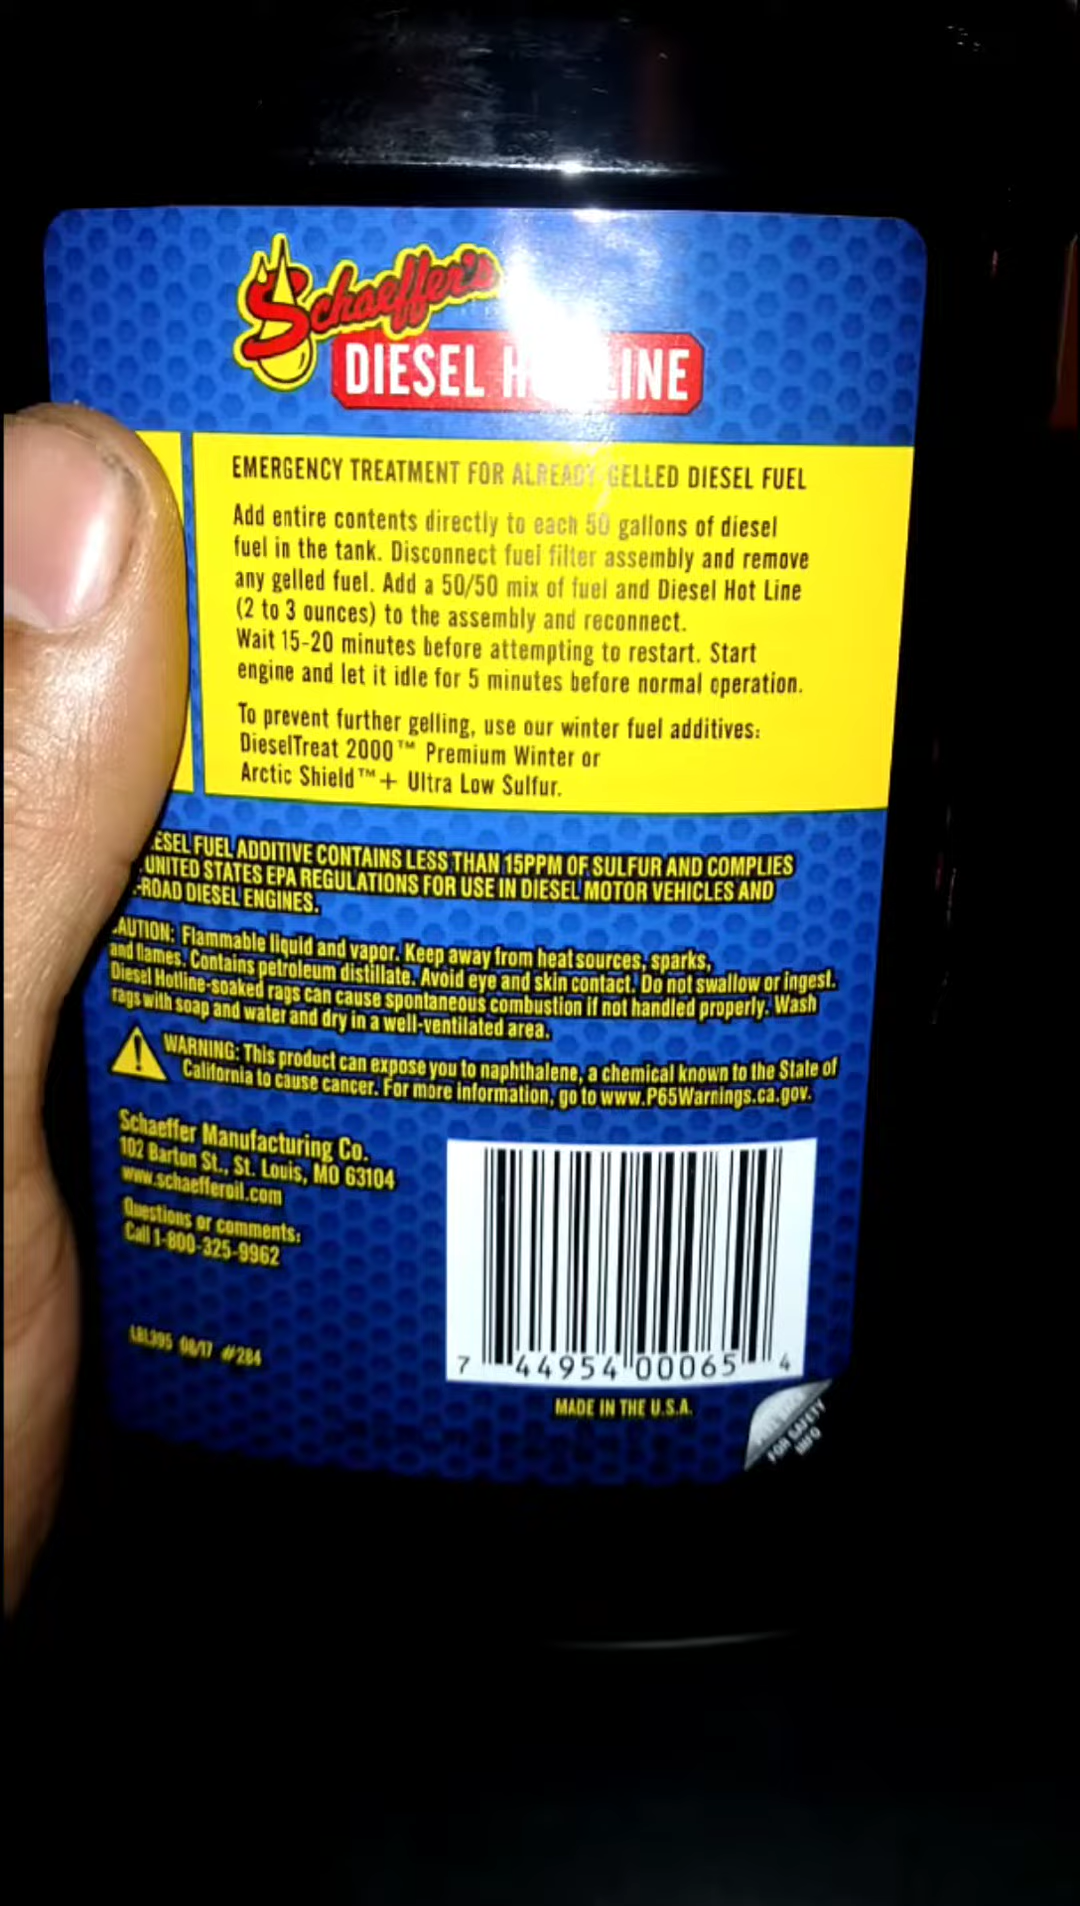 Schaeffer's
DIESEL H INE
EMERGENCY TREATMENT FOR ALREADY GELLED DIESEL FUEL
Add entire contents directly to each 50 gallons of diesel
fuel in the tank. Disconnect fuel filter assembly and remove
any gelled fuel. Add a 50/50 mix of fuel and Diesel Hot Line
(2 to 3 ounces) to the assembly and reconnect.
Wait 15-20 minutes before attempting to restart. Start
engine and let it idle for 5 minutes before normal operation.
To prevent further gelling, use our winter fuel additives:
DieselTreat 2000™ Premium Winter or
Arctic Shield™+ Ultra Low Sulfur.
ESEL FUEL ADDITIVE CONTAINS LESS THAN 15PPM OF SULFUR AND COMPLIES
UNITED STATES EPA REGULATIONS FOR USE IN DIESEL MOTOR VEHICLES AND
-ROAD DIESEL ENGINES.
AUTION: Flammable liquid and vapor. Keep away from heat sources, sparks,
and flames. Contains petroleum distillate. Avoid eye and skin contact. Do not swallow or ingest.
Diesel Hotline-soaked rags can cause spontaneous combustion if not handled properly. Wash
rags with soap and water and dry in a well-ventilated area.
WARNING: This product can expose you to naphthalene, a chemical known to the State of
California to cause cancer. For more information, go to www.P65Warnings.ca.gov.
Schaeffer Manufacturing Co.
102 Barton St., St. Louis, MO 63104
www.schaefferoil.com
Questions or comments:
Call 1-800-325-9962
LBL395 08/17 #284
7 44954 00065 4
MADE IN THE U.S.A.
FOR SAFETY
INFO